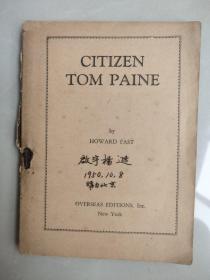 CITIZEN
TOM PAINE
by
HOWARD FAST
1950.10.8
OVERSEAS EDITIONS, Inc.
New York